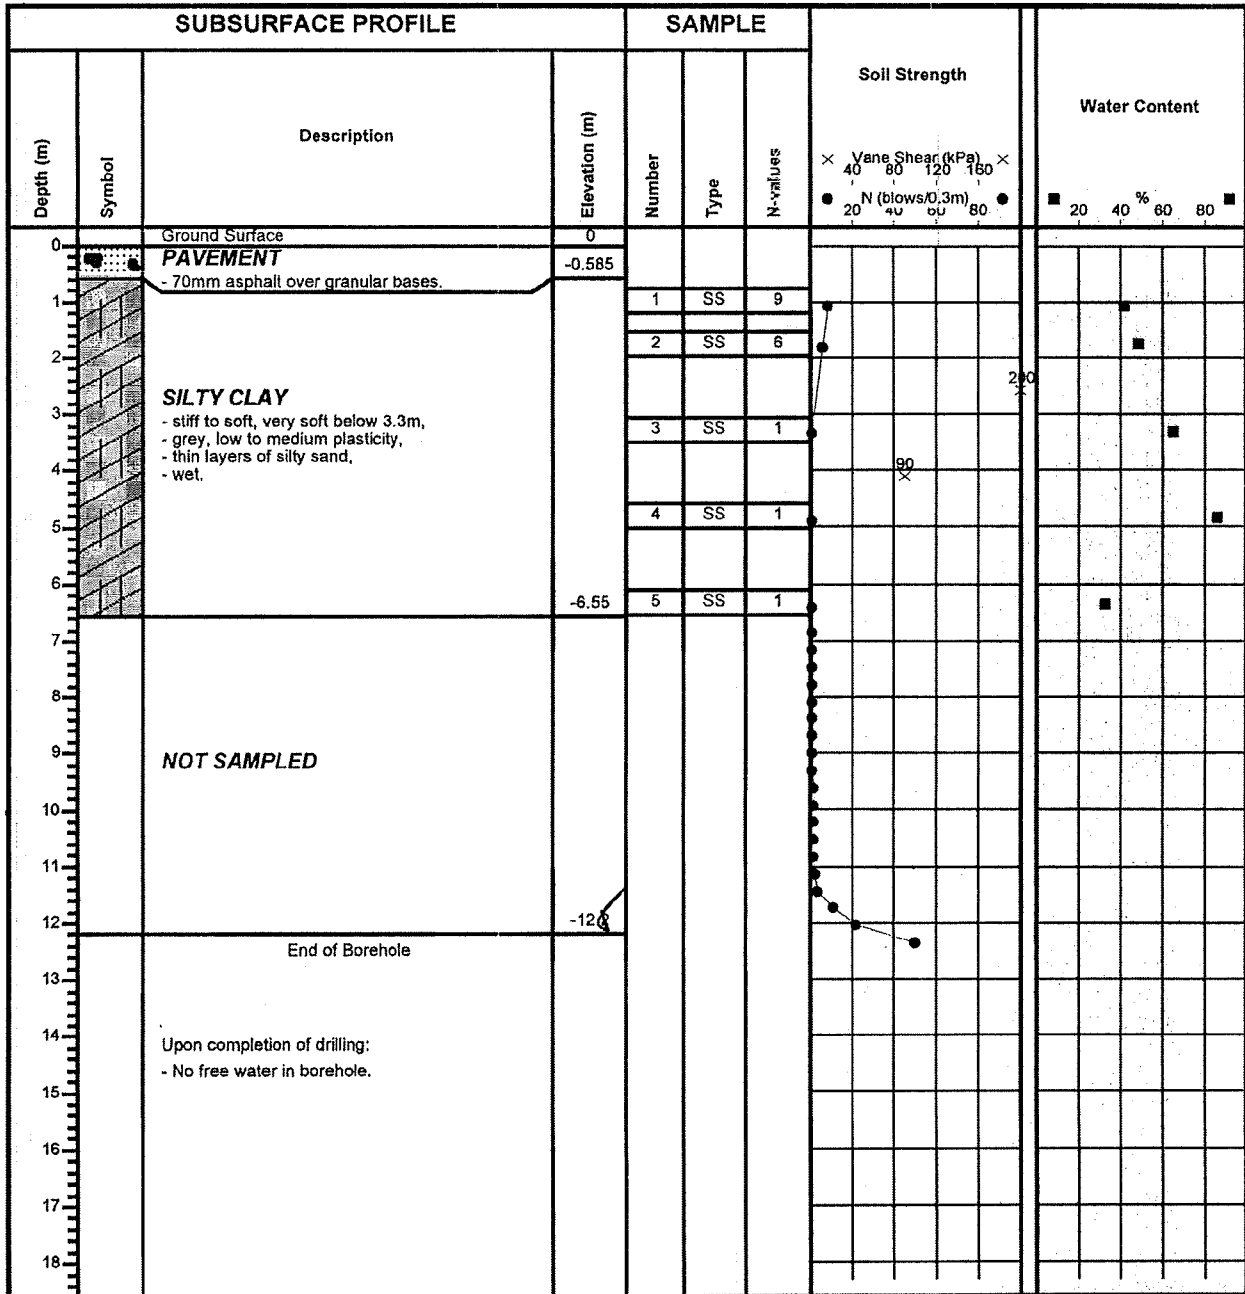 SUBSURFACE PROFILE
SAMPLE
Depth (m)
Symbol
Description
Elevation (m)
Number
Type
N-values
Soil Strength
× Vane Shear (kPa) ×
40 80 120 160
N (blows/0.3m)
20 40 60 80
Water Content
%
20 40 60 80
Ground Surface 0
0
PAVEMENT
-0.585
- 70mm asphalt over granular bases.
1
1 SS 9
2 SS 6
2
200
SILTY CLAY
3
- stiff to soft, very soft below 3.3m,
3 SS 1
- grey, low to medium plasticity,
- thin layers of silty sand,
90
4
- wet.
4 SS 1
5
6
-6.55
5 SS 1
7
8
9
NOT SAMPLED
10
11
12
End of Borehole
13
14
Upon completion of drilling:
- No free water in borehole.
15
16
17
18